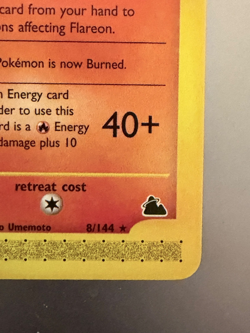 card from your hand to
ons affecting Flareon.
Pokémon is now Burned.
n Energy card
der to use this
rd is a Energy
damage plus 10
40+
retreat cost
o Umemoto 8/144 ★